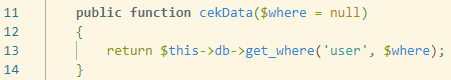 11 public function cekData($where = null)
12 {
13 return $this->db->get_where('user', $where);
14 }